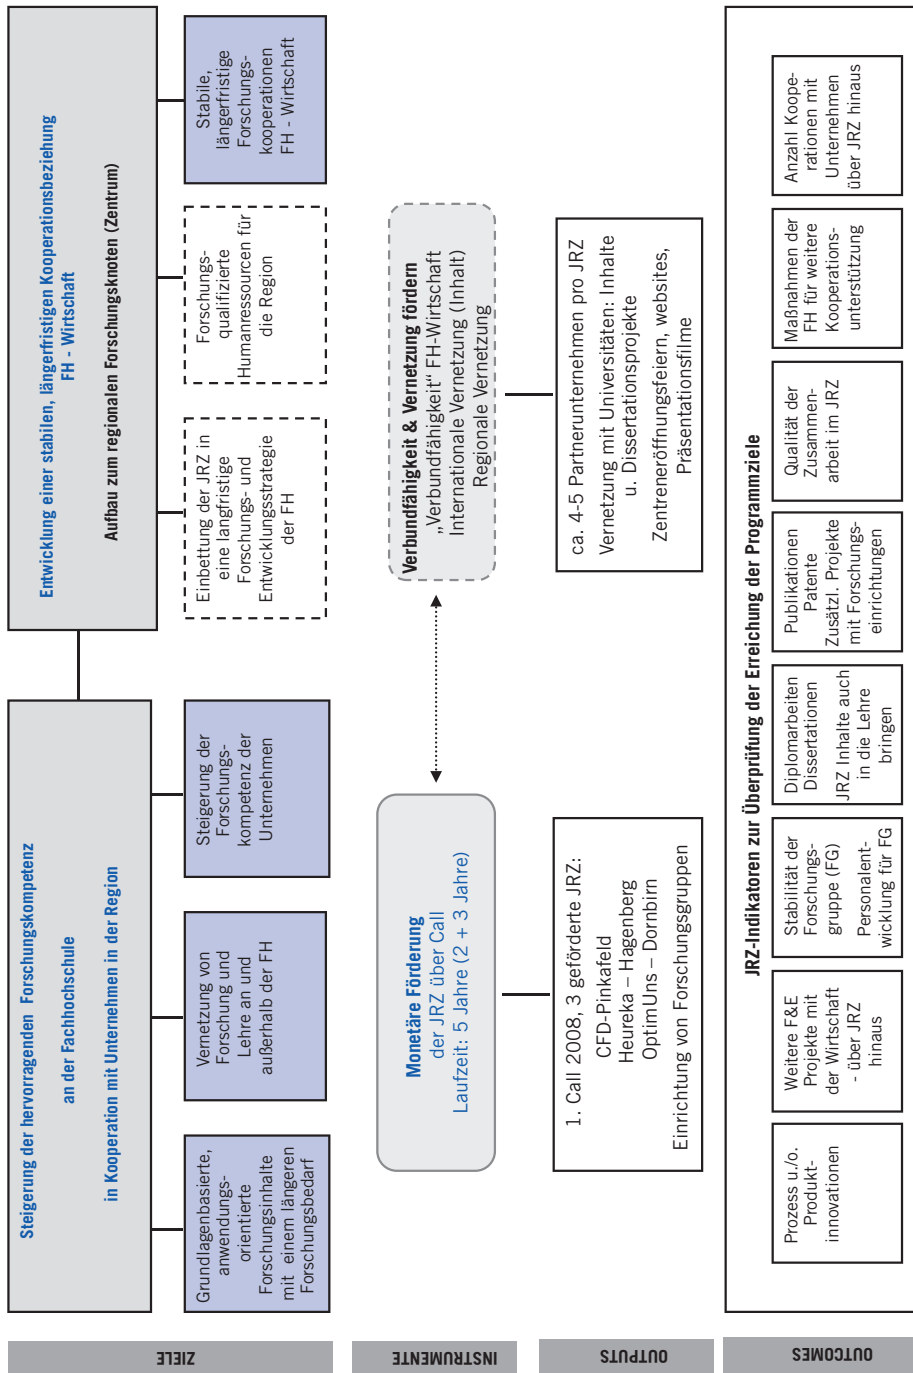 ZIELE
Steigerung der hervorragenden Forschungskompetenz
an der Fachhochschule
in Kooperation mit Unternehmen in der Region
Entwicklung einer stabilen, längerfristigen Kooperationsbeziehung
FH - Wirtschaft
Aufbau zum regionalen Forschungsknoten (Zentrum)
Grundlagenbasierte,
anwendungs-
orientierte
Forschungsinhalte
mit einem längeren
Forschungsbedarf
Vernetzung von
Forschung und
Lehre an und
außerhalb der FH
Steigerung der
Forschungs-
kompetenz der
Unternehmen
Einbettung der JRZ in
eine langfristige
Forschungs- und
Entwicklungsstrategie
der FH
Forschungs-
qualifizierte
Humanressourcen für
die Region
Stabile,
längerfristige
Forschungs-
kooperationen
FH - Wirtschaft
INSTRUMENTE
Monetäre Förderung
der JRZ über Call
Laufzeit: 5 Jahre (2 + 3 Jahre)
Verbundfähigkeit & Vernetzung fördern
„Verbundfähigkeit“ FH-Wirtschaft
Internationale Vernetzung (Inhalt)
Regionale Vernetzung
OUTPUTS
1. Call 2008, 3 geförderte JRZ:
CFD-Pinkafeld
Heureka – Hagenberg
OptimUns – Dornbirn
Einrichtung von Forschungsgruppen
ca. 4-5 Partnerunternehmen pro JRZ
Vernetzung mit Universitäten: Inhalte
u. Dissertationsprojekte
Zentreneröffnungsfeiern, websites,
Präsentationsfilme
OUTCOMES
JRZ-Indikatoren zur Überprüfung der Erreichung der Programmziele
Prozess u./o.
Produkt-
innovationen
Weitere F&E
Projekte mit
der Wirtschaft
- über JRZ
hinaus
Stabilität der
Forschungs-
gruppe (FG)
Personalent-
wicklung für FG
Diplomarbeiten
Dissertationen
JRZ Inhalte auch
in die Lehre
bringen
Publikationen
Patente
Zusätzl. Projekte
mit Forschungs-
einrichtungen
Qualität der
Zusammen-
arbeit im JRZ
Maßnahmen der
FH für weitere
Kooperations-
unterstützung
Anzahl Koope-
rationen mit
Unternehmen
über JRZ hinaus